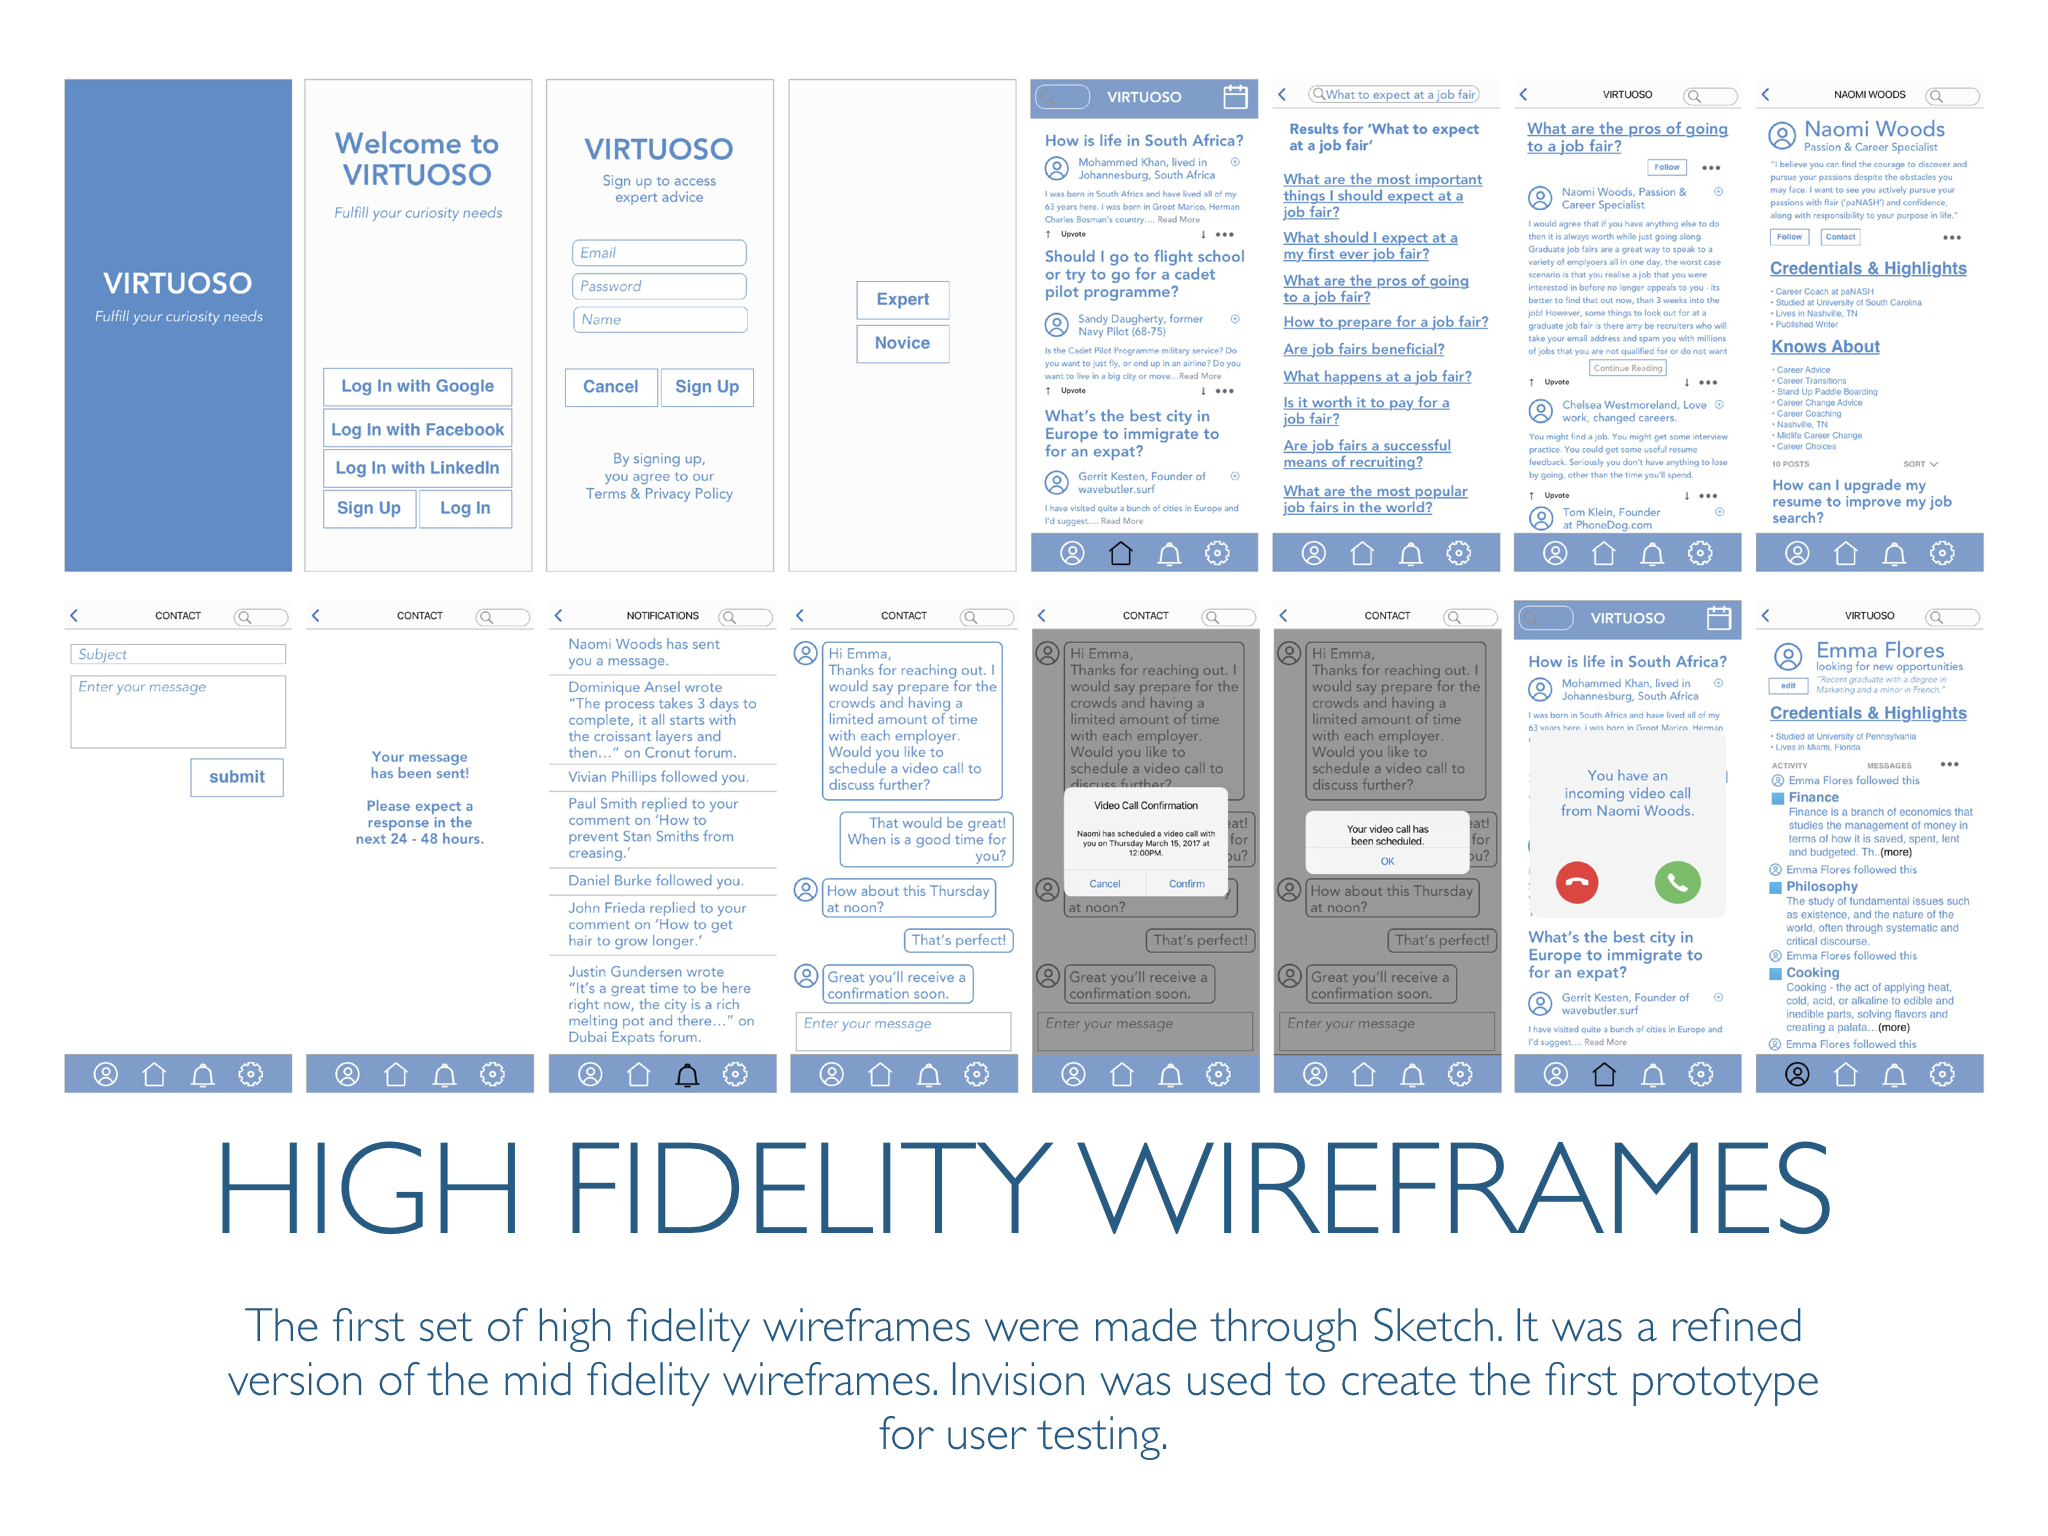 VIRTUOSO
Fulfill your curiosity needs
Welcome to
VIRTUOSO
Fulfill your curiosity needs
Log In with Google
Log In with Facebook
Log In with LinkedIn
Sign Up
Log In
VIRTUOSO
Sign up to access
expert advice
Email
Password
Name
Cancel
Sign Up
By signing up,
you agree to our
Terms & Privacy Policy
Expert
Novice
VIRTUOSO
How is life in South Africa?
Mohammed Khan, lived in
Johannesburg, South Africa
I was born in South Africa and have lived all of my
63 years here. i was born in Groot Marico, Herman
Charles Bosman's country.... Read More
↑ Upvote ↓ •••
Should I go to flight school
or try to go for a cadet
pilot programme?
Sandy Daugherty, former
Navy Pilot (68-75)
Is the Cadet Pilot Programme military service? Do
you want to just fly, or end up in an airline? Do you
want to live in a big city or move...Read More
↑ Upvote ↓ •••
What's the best city in
Europe to immigrate to
for an expat?
Gerrit Kesten, Founder of
wavebutler.surf
I have visited quite a bunch of cities in Europe and
I'd suggest.... Read More
What to expect at a job fair
Results for 'What to expect
at a job fair'
What are the most important
things I should expect at a
job fair?
What should I expect at a
my first ever job fair?
What are the pros of going
to a job fair?
How to prepare for a job fair?
Are job fairs beneficial?
What happens at a job fair?
Is it worth it to pay for a
job fair?
Are job fairs a successful
means of recruiting?
What are the most popular
job fairs in the world?
VIRTUOSO
What are the pros of going
to a job fair?
Follow •••
Naomi Woods, Passion &
Career Specialist
I would agree that if you have anything else to do
then it is always worth while just going along.
Graduate job fairs are a great way to speak to a
variety of emplyoers all in one day, the worst case
scenario is that you realise a job that you were
interested in before no longer appeals to you - its
better to find that out now, than 3 weeks into the
job! However, some things to look out for at a
graduate job fair is there amy be recruiters who will
take your email address and spam you with millions
of jobs that you are not qualified for or do not want
Continue Reading
↑ Upvote ↓ •••
Chelsea Westmoreland, Love
work, changed careers.
You might find a job. You might get some interview
practice. You could get some useful resume
feedback. Seriously you don't have anything to lose
by going, other than the time you'll spend.
↑ Upvote ↓ •••
Tom Klein, Founder
at PhoneDog.com
NAOMI WOODS
Naomi Woods
Passion & Career Specialist
"I believe you can find the courage to discover and
pursue your passions despite the obstacles you
may face. I want to see you actively pursue your
passions with flair ('paNASH') and confidence,
along with responsibility to your purpose in life."
Follow Contact •••
Credentials & Highlights
• Career Coach at paNASH
• Studied at University of South Carolina
• Lives in Nashville, TN
• Published Writer
Knows About
• Career Advice
• Career Transitions
• Stand Up Paddle Boarding
• Career Change Advice
• Career Coaching
• Nashville, TN
• Midlife Career Change
• Career Choices
10 POSTS SORT
How can I upgrade my
resume to improve my job
search?
CONTACT
Subject
Enter your message
submit
CONTACT
Your message
has been sent!
Please expect a
response in the
next 24 - 48 hours.
NOTIFICATIONS
Naomi Woods has sent
you a message.
Dominique Ansel wrote
"The process takes 3 days to
complete, it all starts with
the croissant layers and
then..." on Cronut forum.
Vivian Phillips followed you.
Paul Smith replied to your
comment on 'How to
prevent Stan Smiths from
creasing.'
Daniel Burke followed you.
John Frieda replied to your
comment on 'How to get
hair to grow longer.'
Justin Gundersen wrote
"It's a great time to be here
right now, the city is a rich
melting pot and there..." on
Dubai Expats forum.
CONTACT
Hi Emma,
Thanks for reaching out. I
would say prepare for the
crowds and having a
limited amount of time
with each employer.
Would you like to
schedule a video call to
discuss further?
That would be great!
When is a good time for
you?
How about this Thursday
at noon?
That's perfect!
Great you'll receive a
confirmation soon.
Enter your message
CONTACT
Hi Emma,
Thanks for reaching out. I
would say prepare for the
crowds and having a
limited amount of time
with each employer.
Would you like to
schedule a video call to
discuss further?
Video Call Confirmation
Naomi has scheduled a video call with
you on Thursday March 15, 2017 at
12:00PM.
Cancel Confirm
at noon?
That's perfect!
Great you'll receive a
confirmation soon.
Enter your message
CONTACT
Hi Emma,
Thanks for reaching out. I
would say prepare for the
crowds and having a
limited amount of time
with each employer.
Would you like to
schedule a video call to
discuss further?
Your video call has
been scheduled.
OK
How about this Thursday
at noon?
That's perfect!
Great you'll receive a
confirmation soon.
Enter your message
VIRTUOSO
How is life in South Africa?
Mohammed Khan, lived in
Johannesburg, South Africa
I was born in South Africa and have lived all of my
63 years here. i was born in Groot Marico, Herman
You have an
incoming video call
from Naomi Woods.
What's the best city in
Europe to immigrate to
for an expat?
Gerrit Kesten, Founder of
wavebutler.surf
I have visited quite a bunch of cities in Europe and
I'd suggest.... Read More
VIRTUOSO
Emma Flores
looking for new opportunities
"Recent graduate with a degree in
Marketing and a minor in French."
edit
Credentials & Highlights
• Studied at University of Pennsylvania
• Lives in Miami, Florida
ACTIVITY MESSAGES •••
Emma Flores followed this
Finance
Finance is a branch of economics that
studies the management of money in
terms of how it is saved, spent, lent
and budgeted. Th..(more)
Emma Flores followed this
Philosophy
The study of fundamental issues such
as existence, and the nature of the
world, often through systematic and
critical discourse.
Emma Flores followed this
Cooking
Cooking - the act of applying heat,
cold, acid, or alkaline to edible and
inedible parts, solving flavors and
creating a palata...(more)
Emma Flores followed this
HIGH FIDELITY WIREFRAMES
The first set of high fidelity wireframes were made through Sketch. It was a refined
version of the mid fidelity wireframes. Invision was used to create the first prototype
for user testing.